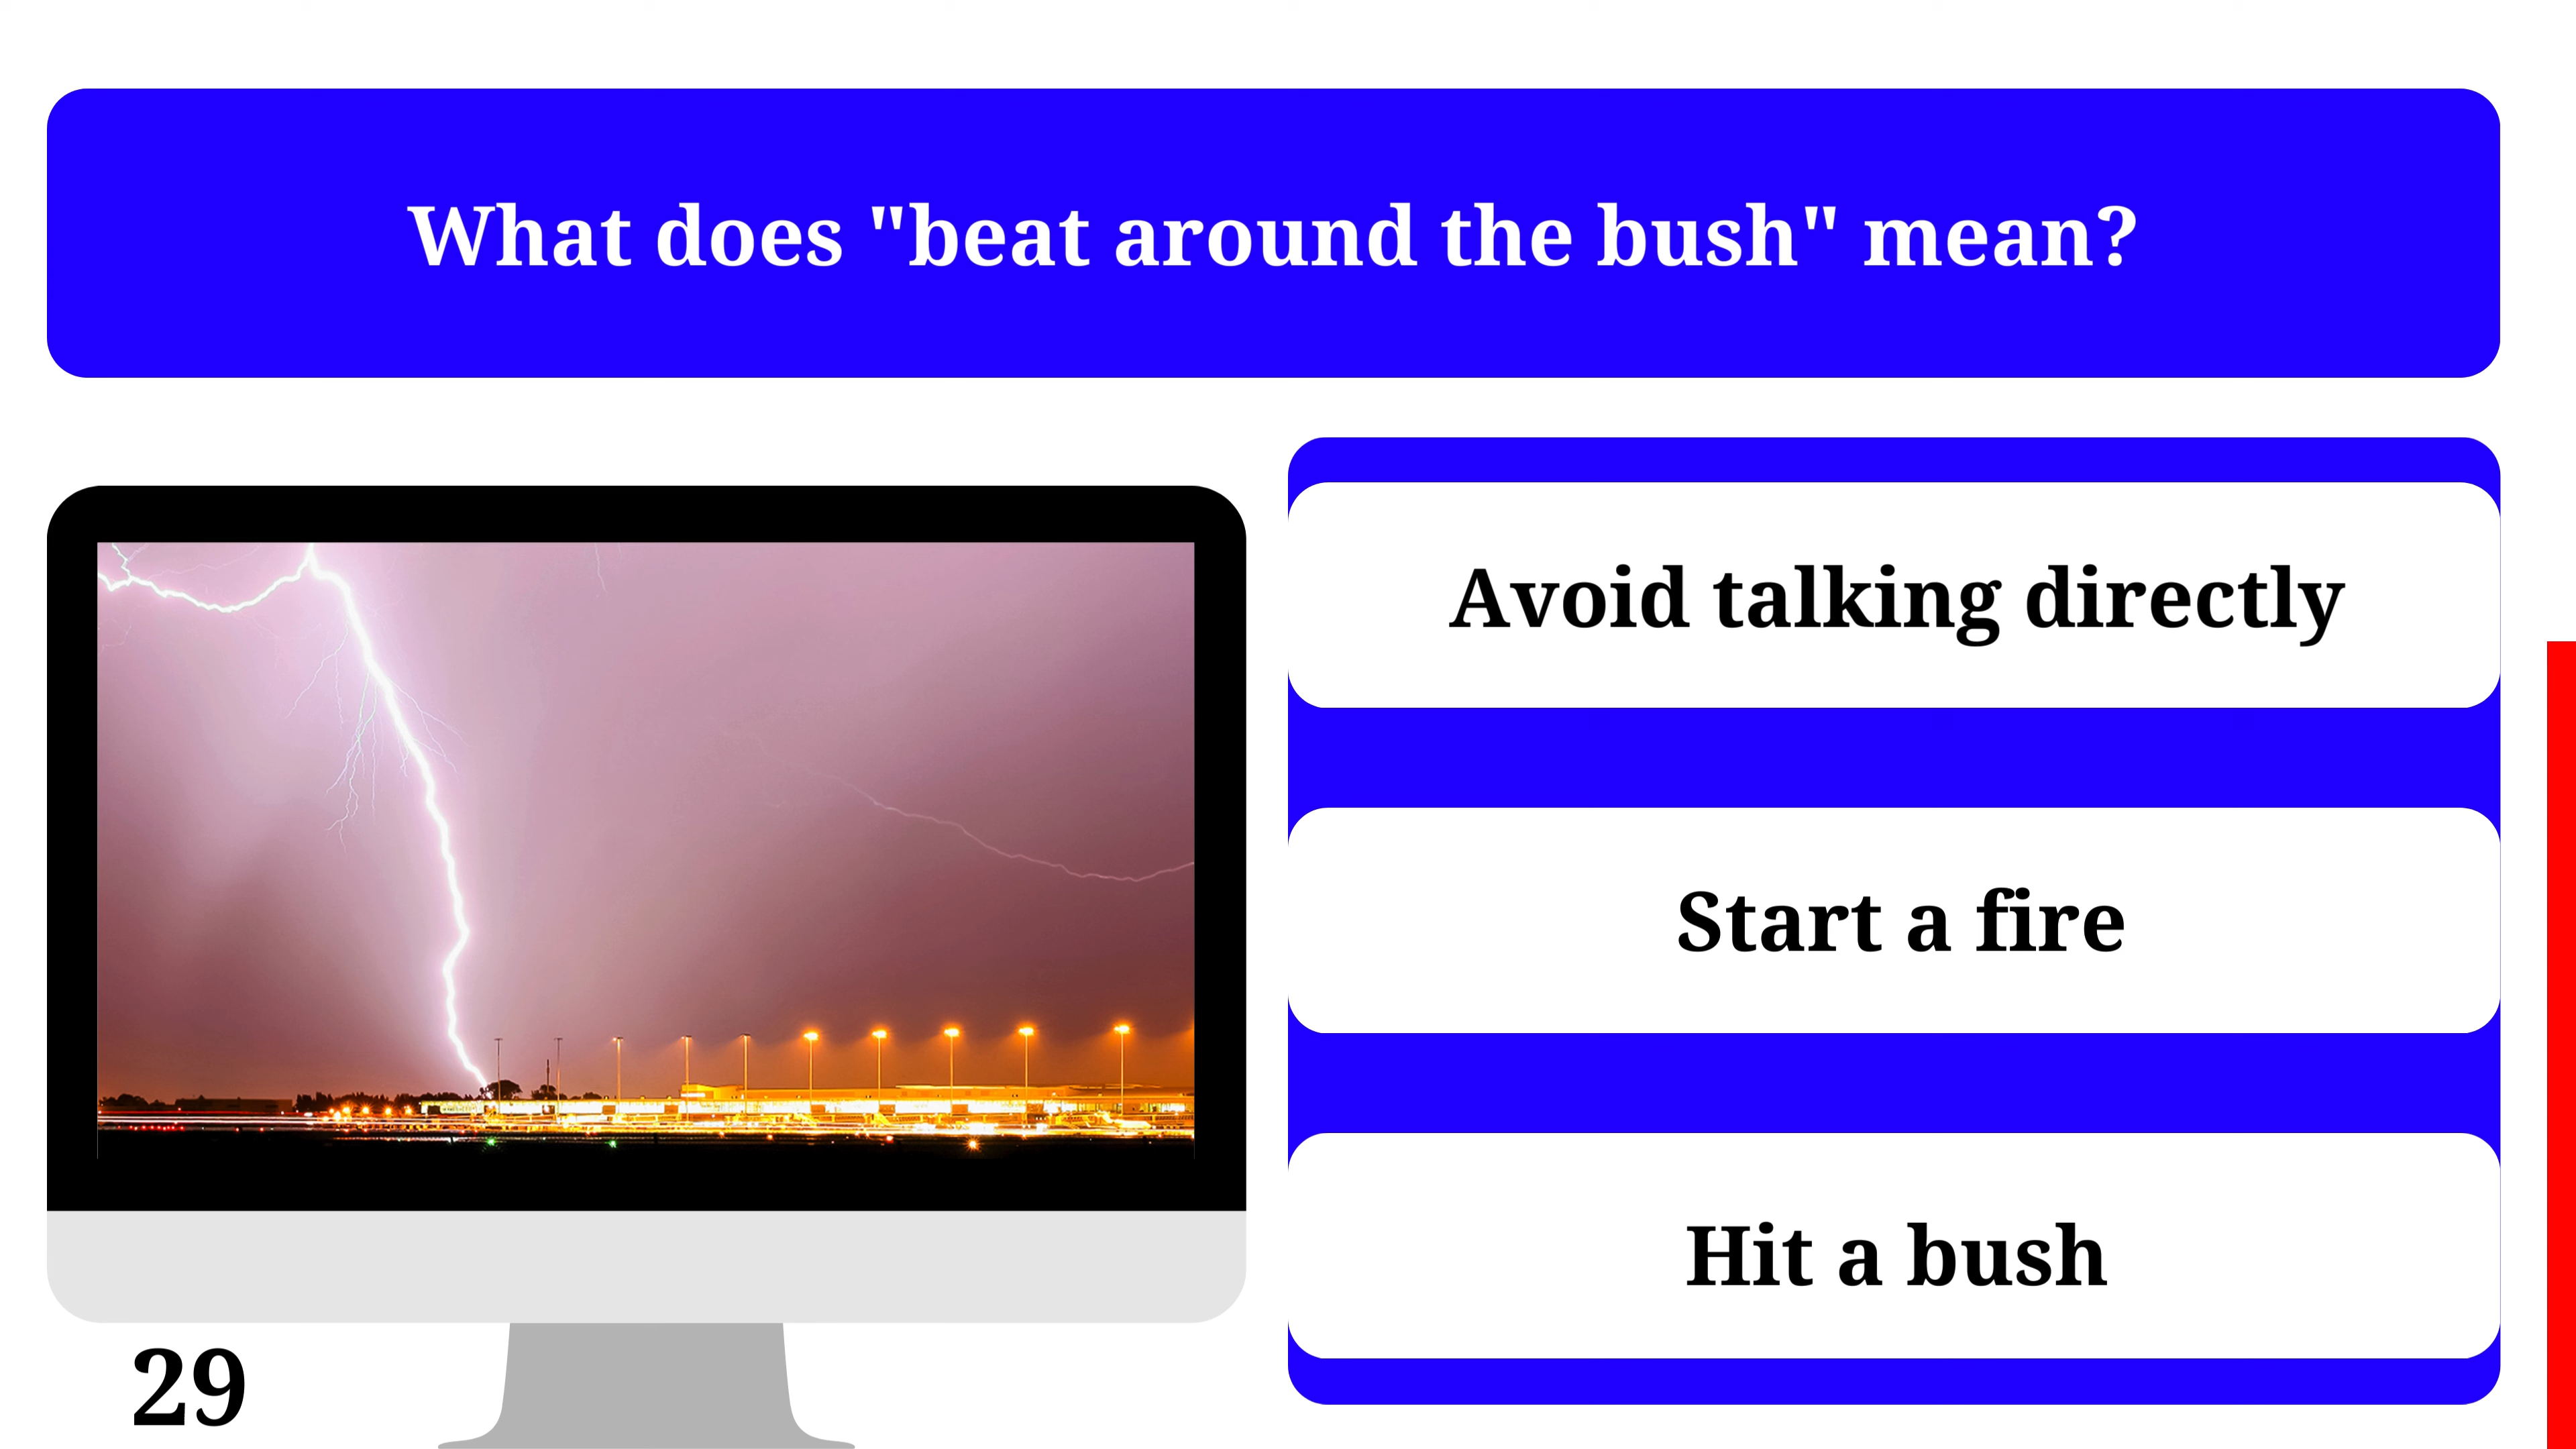 What does "beat around the bush" mean?
Avoid talking directly
Start a fire
Hit a bush
29